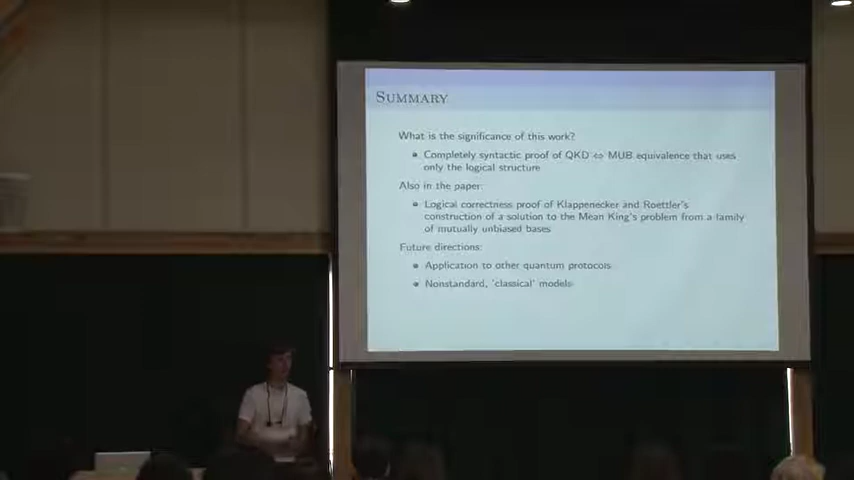 SUMMARY
What is the significance of this work?
Completely syntactic proof of QKD ⇔ MUB equivalence that uses
only the logical structure
Also in the paper:
Logical correctness proof of Klappenecker and Roettler's
construction of a solution to the Mean King's problem from a family
of mutually unbiased bases
Future directions:
Application to other quantum protocols
Nonstandard, 'classical' models